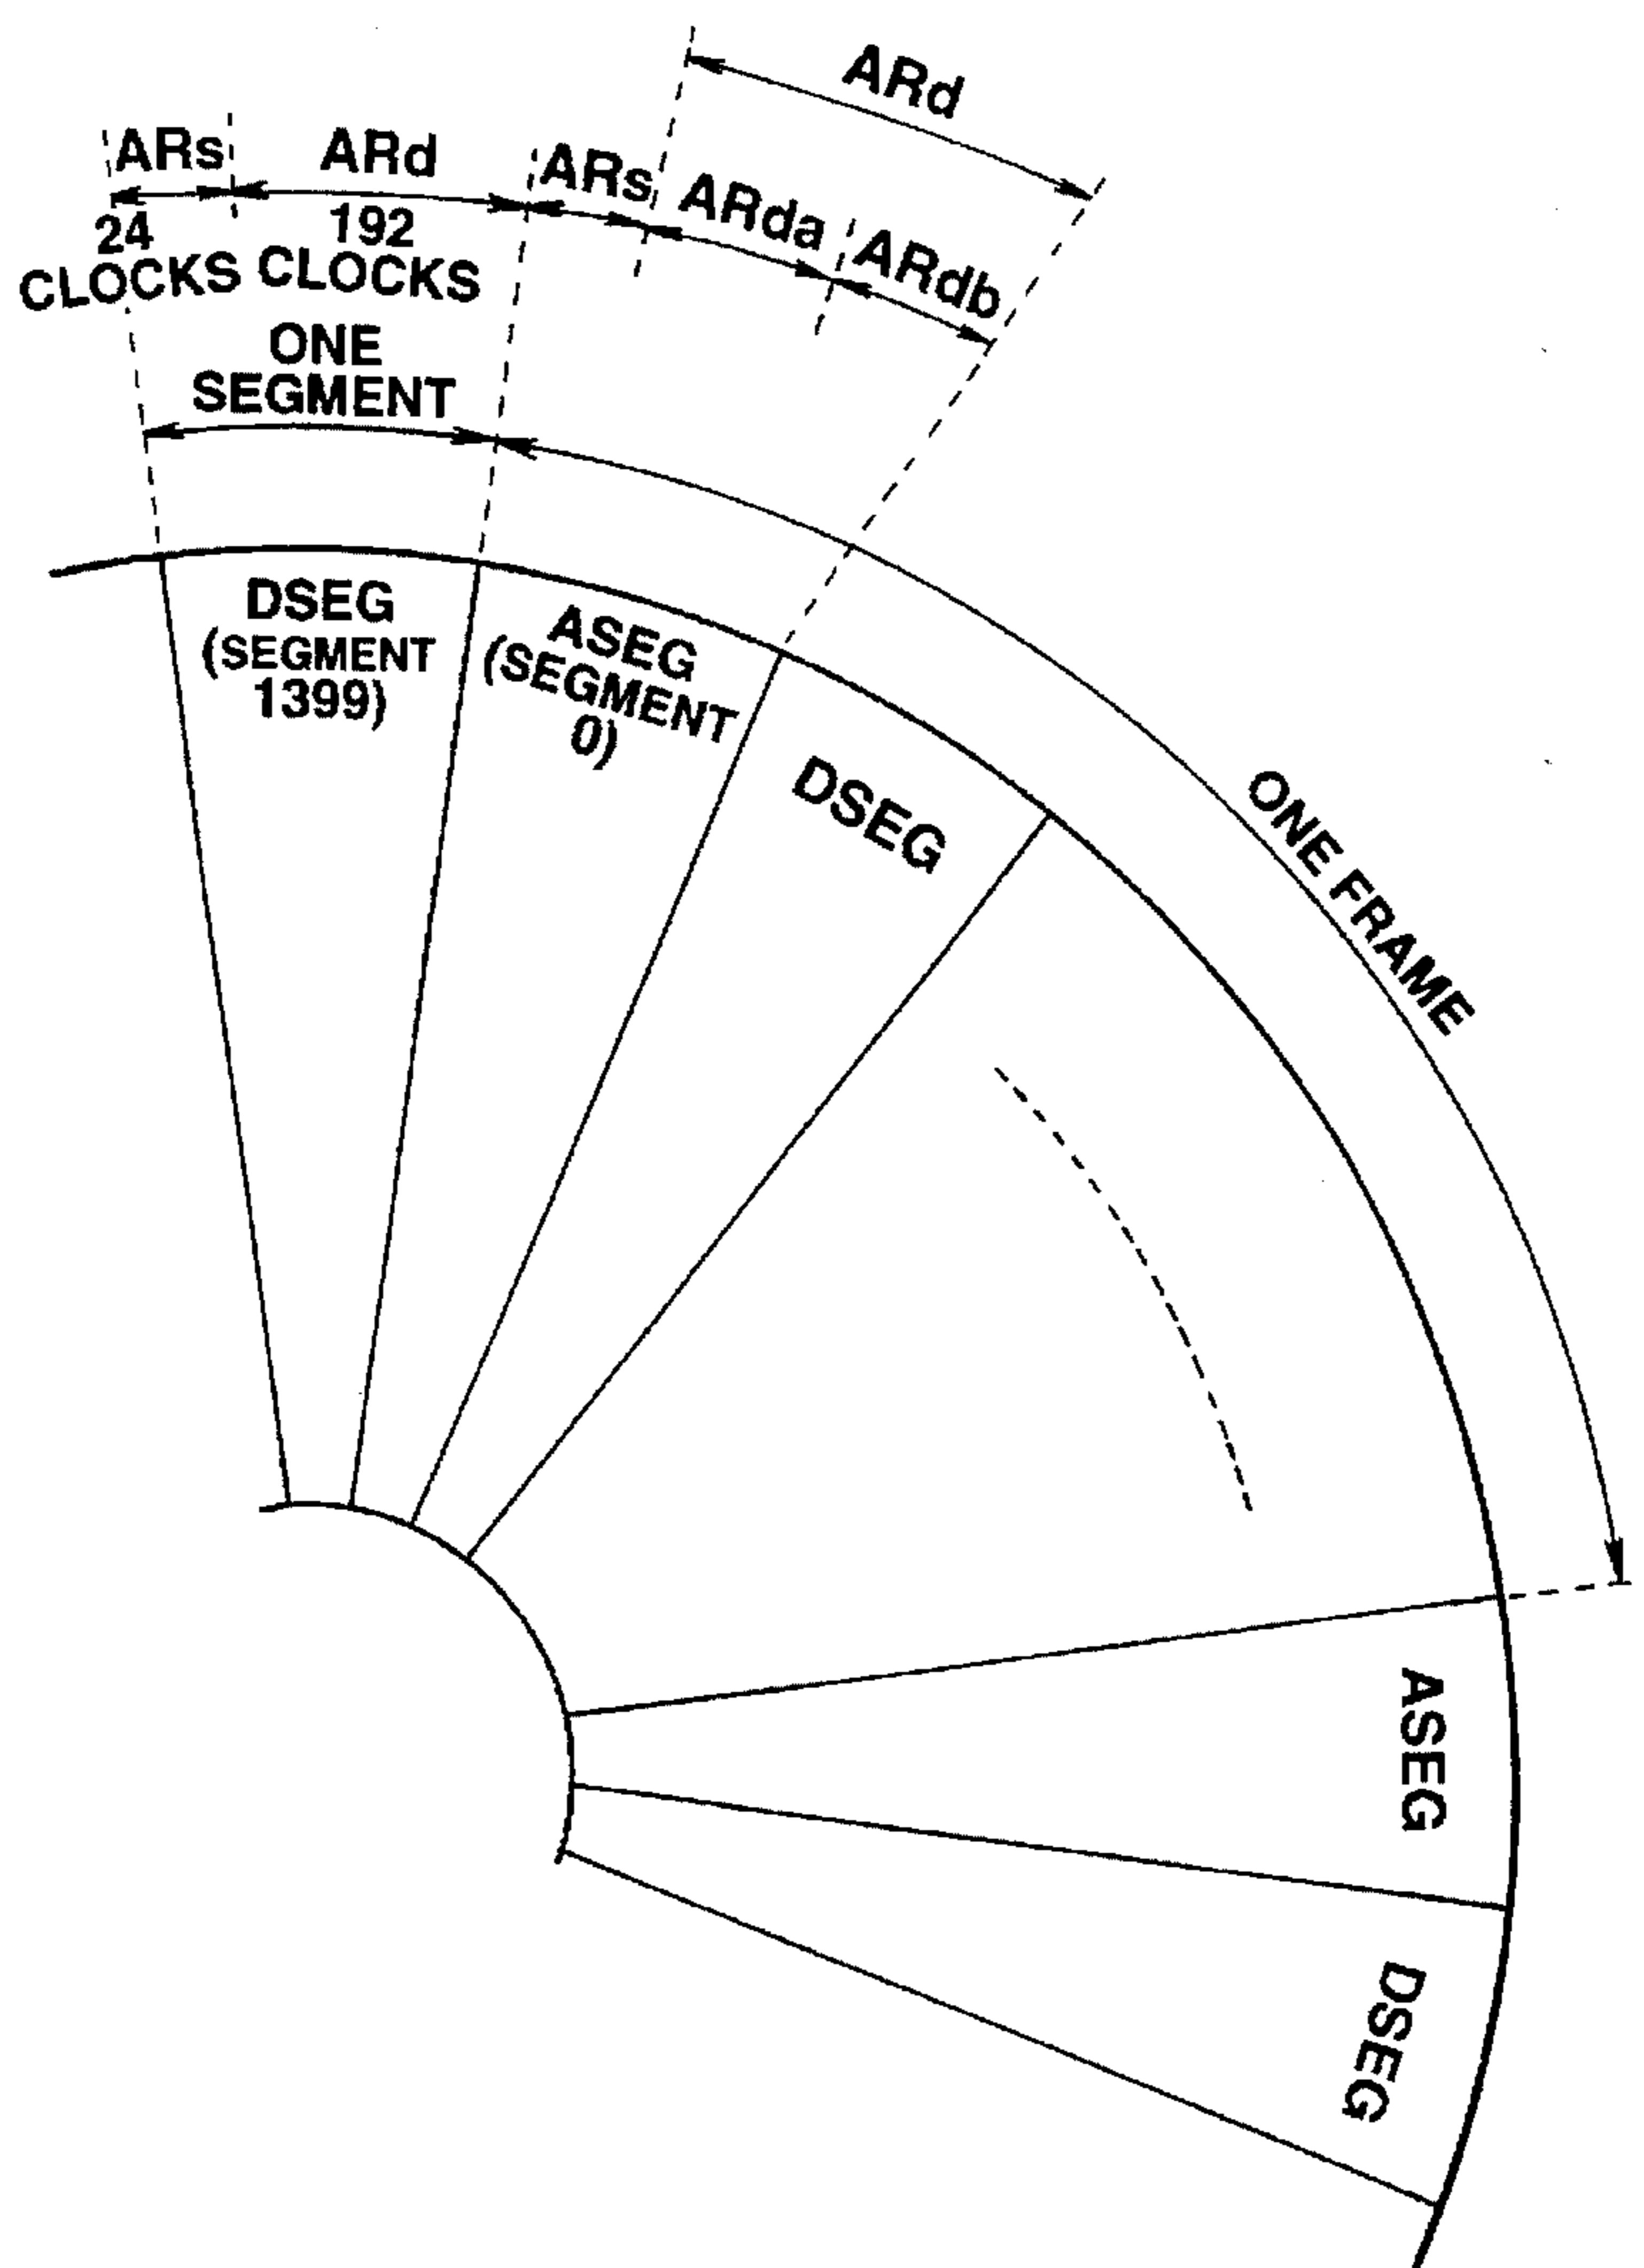 ARd
ARs
ARd
ARs
ARda
ARdb
24
CLOCKS
192
CLOCKS
ONE
SEGMENT
DSEG
(SEGMENT
1399)
ASEG
(SEGMENT
0)
DSEG
ONE FRAME
ASEG
DSEG